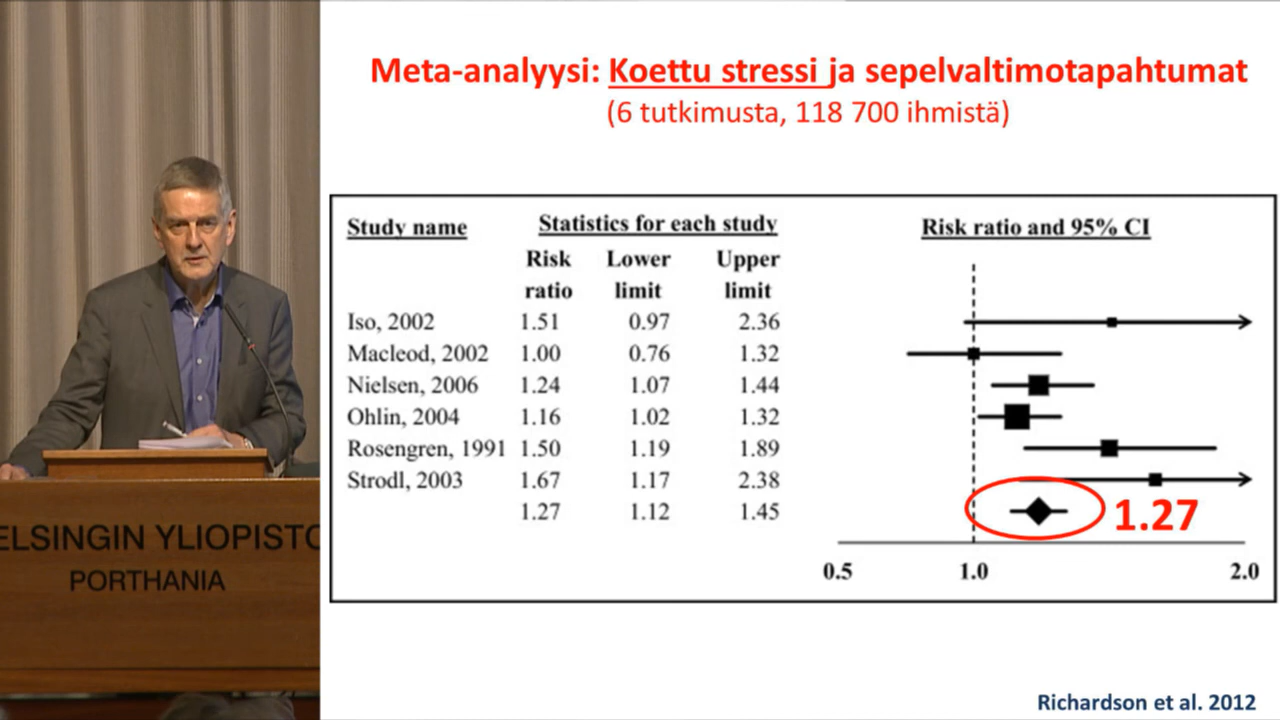 Meta-analyysi: Koettu stressi ja sepelvaltimotapahtumat
(6 tutkimusta, 118 700 ihmistä)
Study name Statistics for each study Risk ratio and 95% CI
Risk Lower Upper
ratio limit limit
Iso, 2002 1.51 0.97 2.36
Macleod, 2002 1.00 0.76 1.32
Nielsen, 2006 1.24 1.07 1.44
Ohlin, 2004 1.16 1.02 1.32
Rosengren, 1991 1.50 1.19 1.89
Strodl, 2003 1.67 1.17 2.38
1.27 1.12 1.45 1.27
0.5 1.0 2.0
Richardson et al. 2012
ELSINGIN YLIOPISTO
PORTHANIA